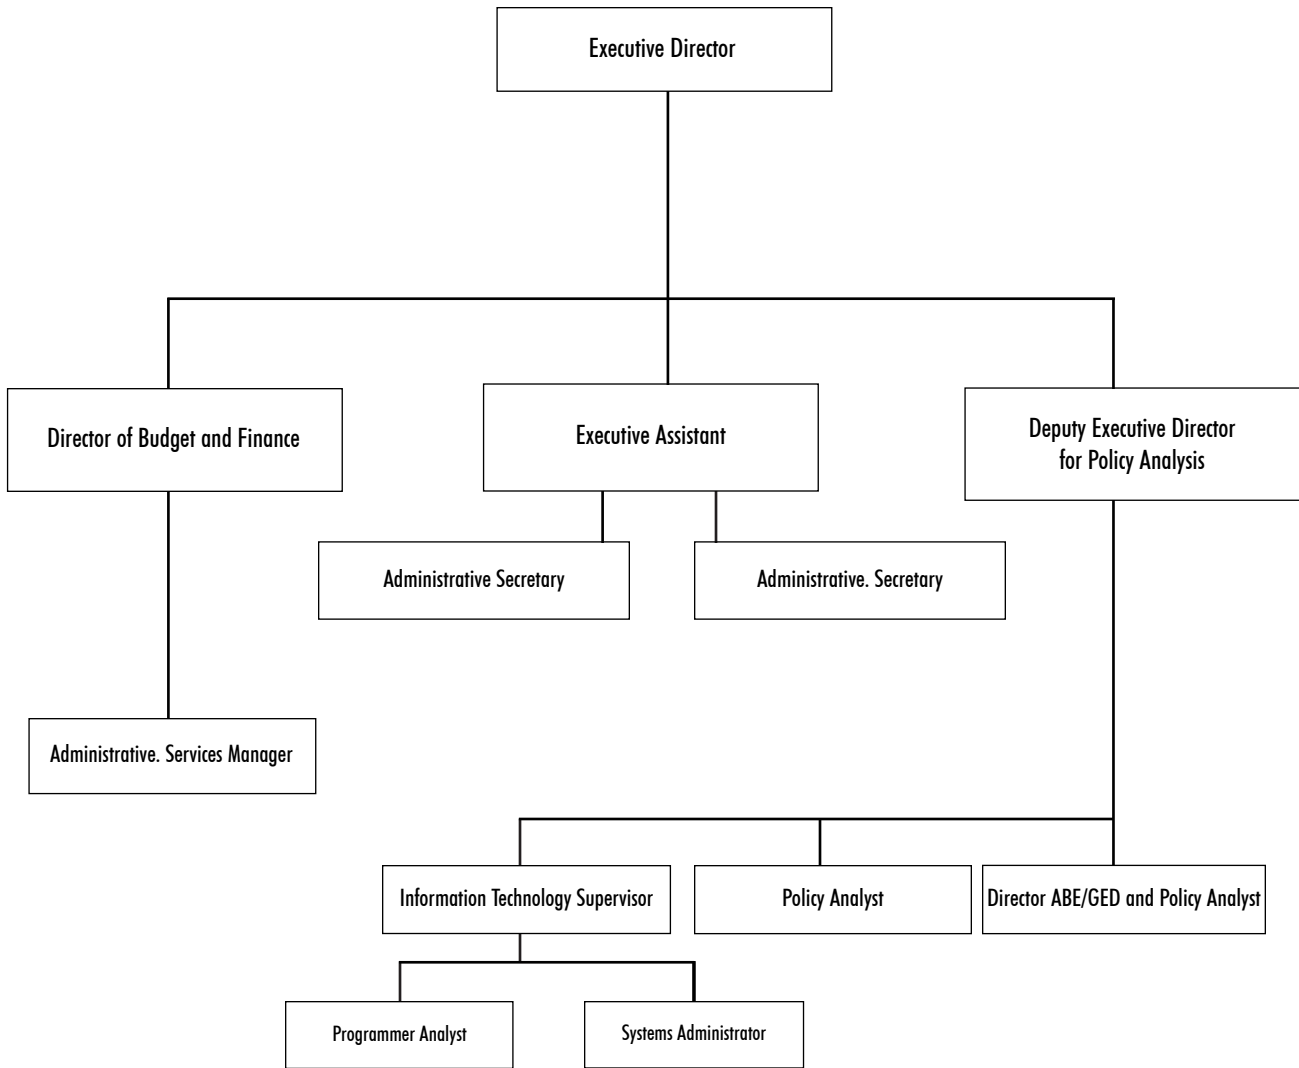 Executive Director
Director of Budget and Finance
Executive Assistant
Deputy Executive Director
for Policy Analysis
Administrative Secretary
Administrative. Secretary
Administrative. Services Manager
Information Technology Supervisor
Policy Analyst
Director ABE/GED and Policy Analyst
Programmer Analyst
Systems Administrator